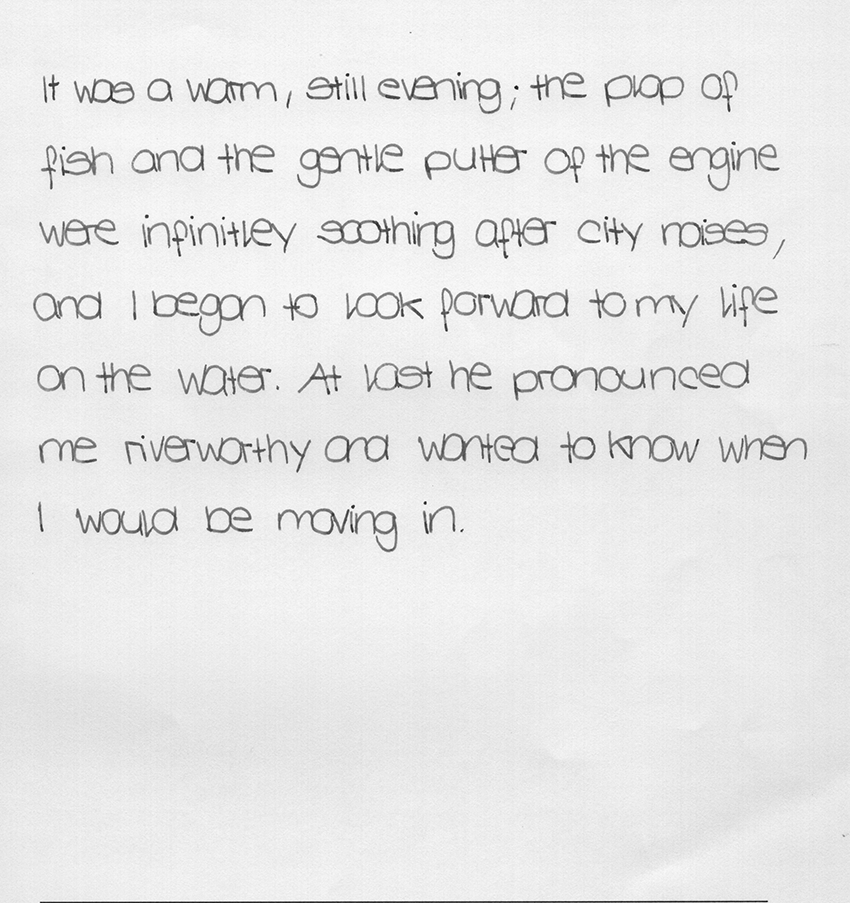 It was a warm, still evening; the plop of
fish and the gentle putter of the engine
were infinitley soothing after city noises,
and I began to look forward to my life
on the water. At last he pronounced
me riverworthy and wanted to know when
I would be moving in.